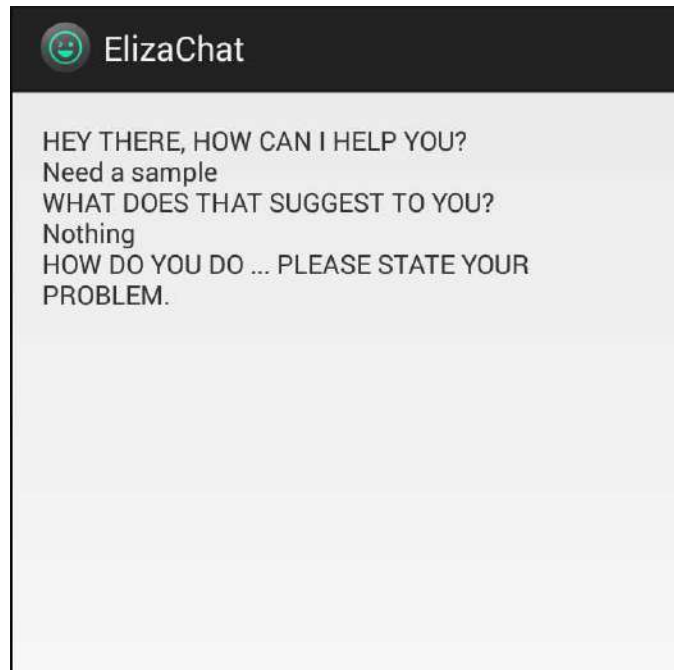 ElizaChat
HEY THERE, HOW CAN I HELP YOU?
Need a sample
WHAT DOES THAT SUGGEST TO YOU?
Nothing
HOW DO YOU DO ... PLEASE STATE YOUR
PROBLEM.